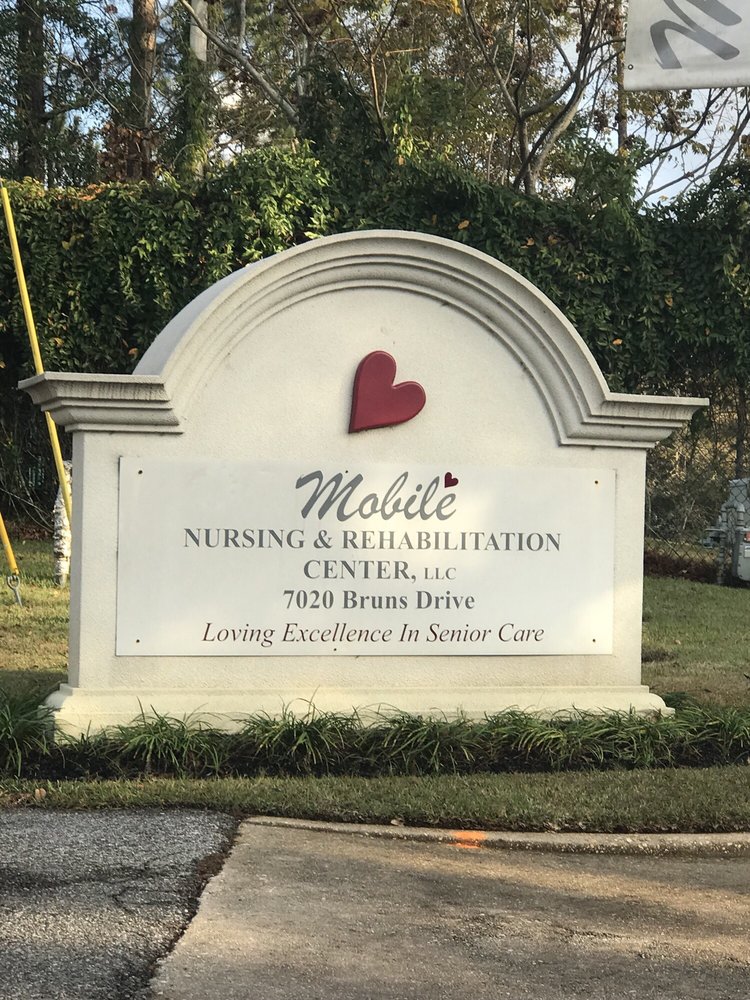 Mobile
NURSING & REHABILITATION
CENTER, LLC
7020 Bruns Drive
Loving Excellence In Senior Care